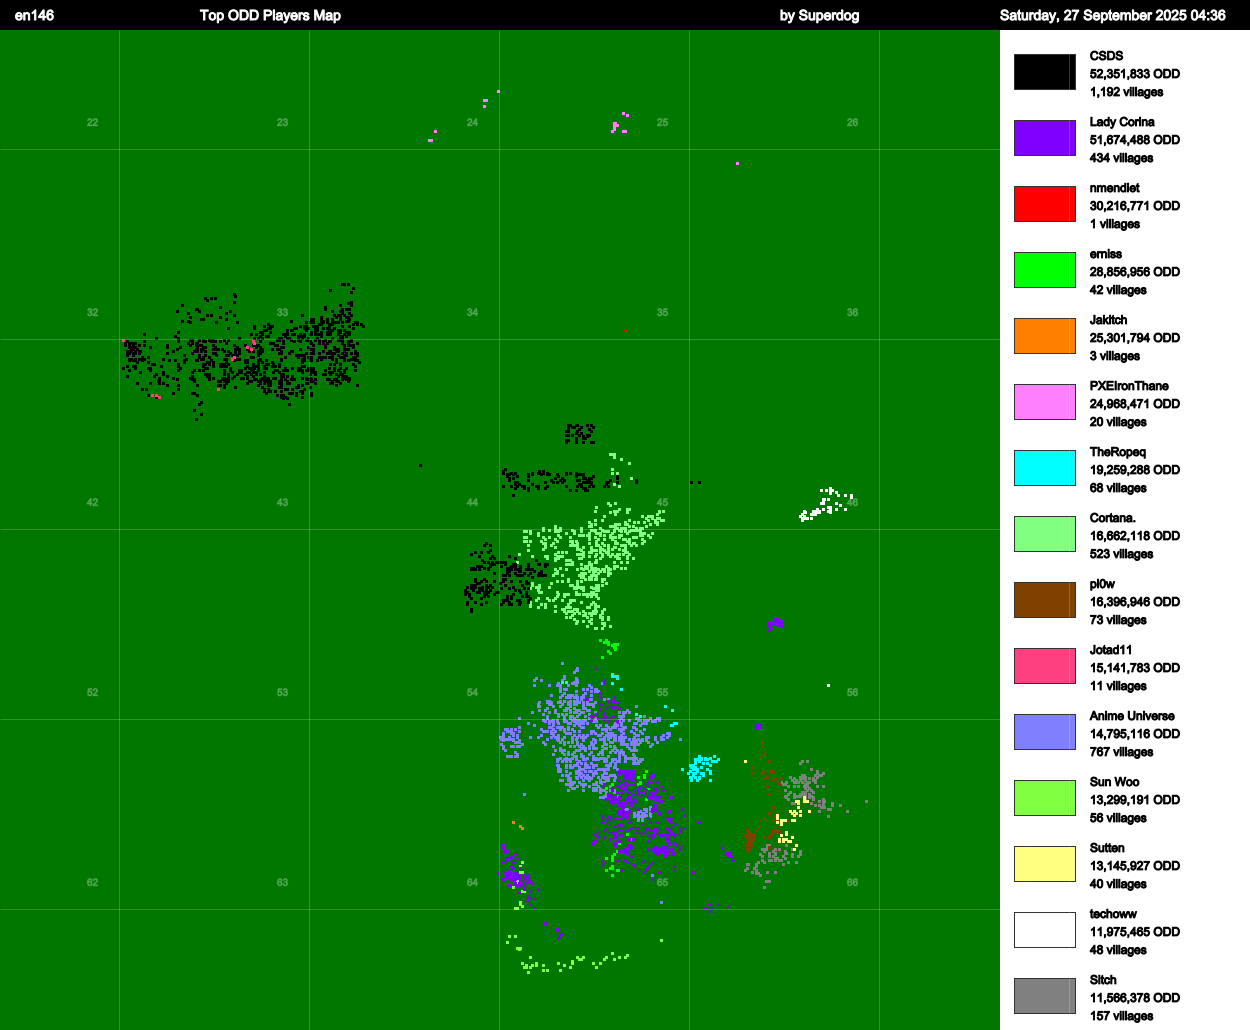 en146 Top ODD Players Map by Superdog Saturday, 27 September 2025 04:36
CSDS
52,351,833 ODD
1,192 villages
22 23 24 25 26
Lady Corina
51,674,488 ODD
434 villages
nmendiet
30,216,771 ODD
1 villages
erniss
28,856,956 ODD
42 villages
32 33 34 35 36
Jakitch
25,301,794 ODD
3 villages
PXEIronThane
24,968,471 ODD
20 villages
TheRopeq
19,259,288 ODD
68 villages
42 43 44 45 46
Cortana.
16,662,118 ODD
523 villages
pl0w
16,396,946 ODD
73 villages
Jotad11
15,141,783 ODD
11 villages
52 53 54 55 56
Anime Universe
14,795,116 ODD
767 villages
Sun Woo
13,299,191 ODD
56 villages
Sutten
13,145,927 ODD
40 villages
62 63 64 65 66
techoww
11,975,465 ODD
48 villages
Sitch
11,566,378 ODD
157 villages